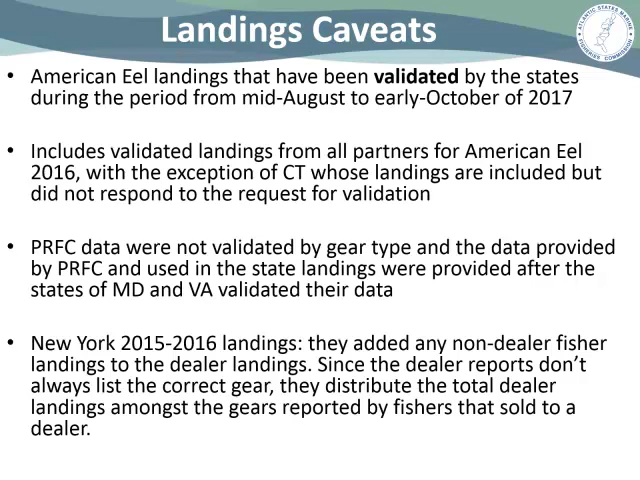 Landings Caveats
ATLANTIC STATES MARINE
FISHERIES COMMISSION
• American Eel landings that have been validated by the states
during the period from mid-August to early-October of 2017
• Includes validated landings from all partners for American Eel
2016, with the exception of CT whose landings are included but
did not respond to the request for validation
• PRFC data were not validated by gear type and the data provided
by PRFC and used in the state landings were provided after the
states of MD and VA validated their data
• New York 2015-2016 landings: they added any non-dealer fisher
landings to the dealer landings. Since the dealer reports don’t
always list the correct gear, they distribute the total dealer
landings amongst the gears reported by fishers that sold to a
dealer.